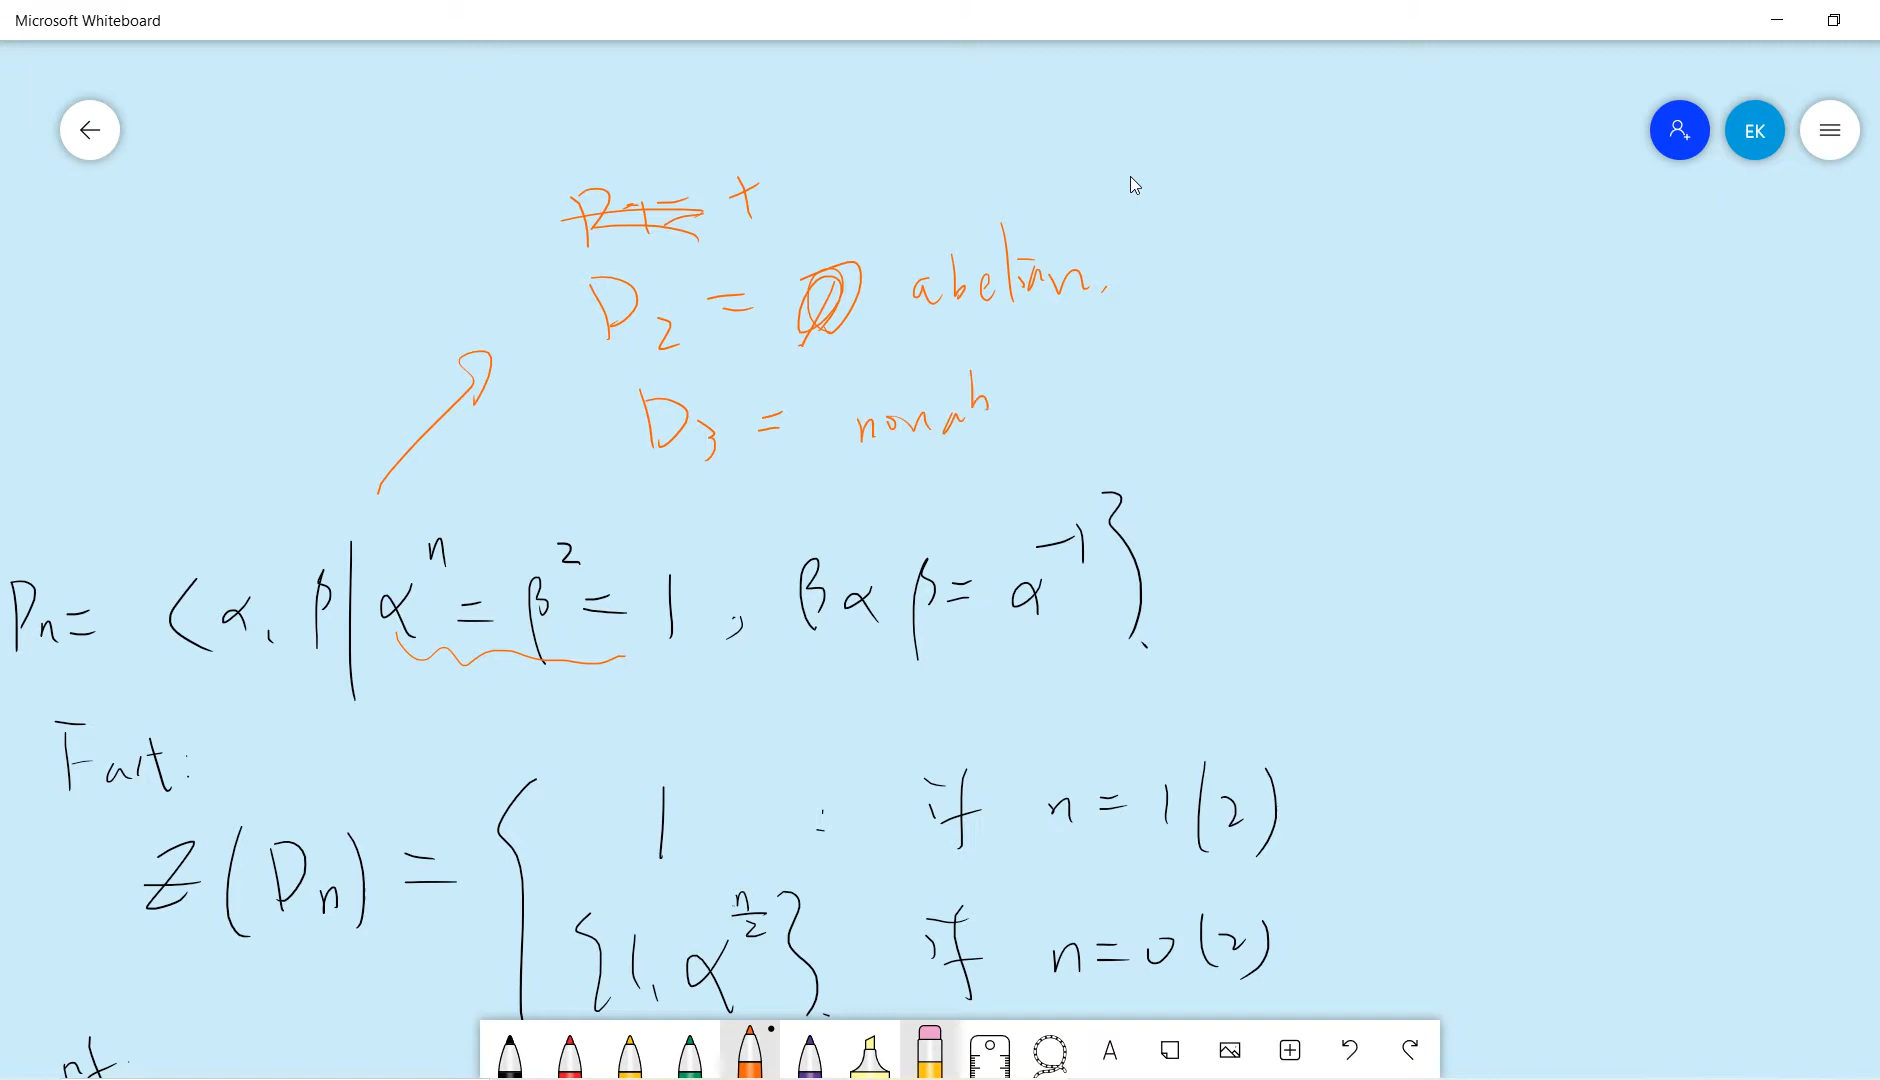 Microsoft Whiteboard
EK
D₂ = abelian.
D₃ = nonab
Dₙ = ⟨α, β | αⁿ = β² = 1, βαβ = α⁻¹⟩.
Fact:
Z(Dₙ) = { 1 : if n = 1 (2)
{1, α^{n/2}}. if n = 0 (2)
A